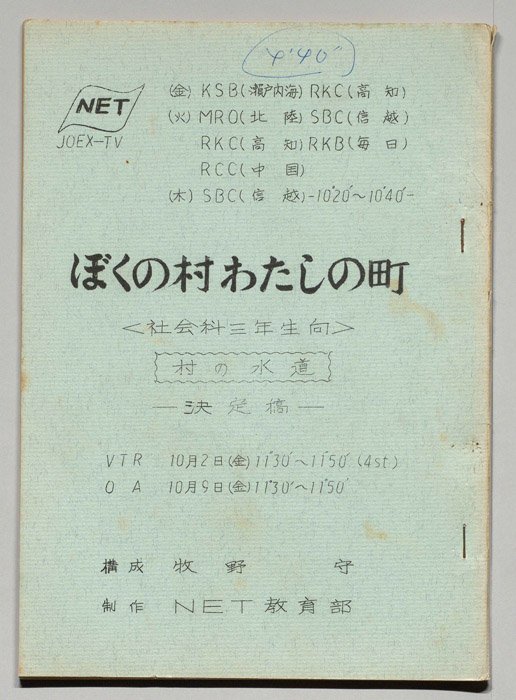 4'40"
NET
JOEX-TV
(金) KSB(瀬戸内海) RKC(高知)
(火) MRO(北陸) SBC(信越)
RKC(高知) RKB(毎日)
RCC(中国)
(木) SBC(信越) -10°20'～10°40'-
ぼくの村わたしの町
<社会科三年生向>
村の水道
—決定稿—
VTR 10月2日(金) 11°30'～11°50' (4st.)
OA 10月9日(金) 11°30'～11°50'
構成 牧野 守
制作 NET教育部